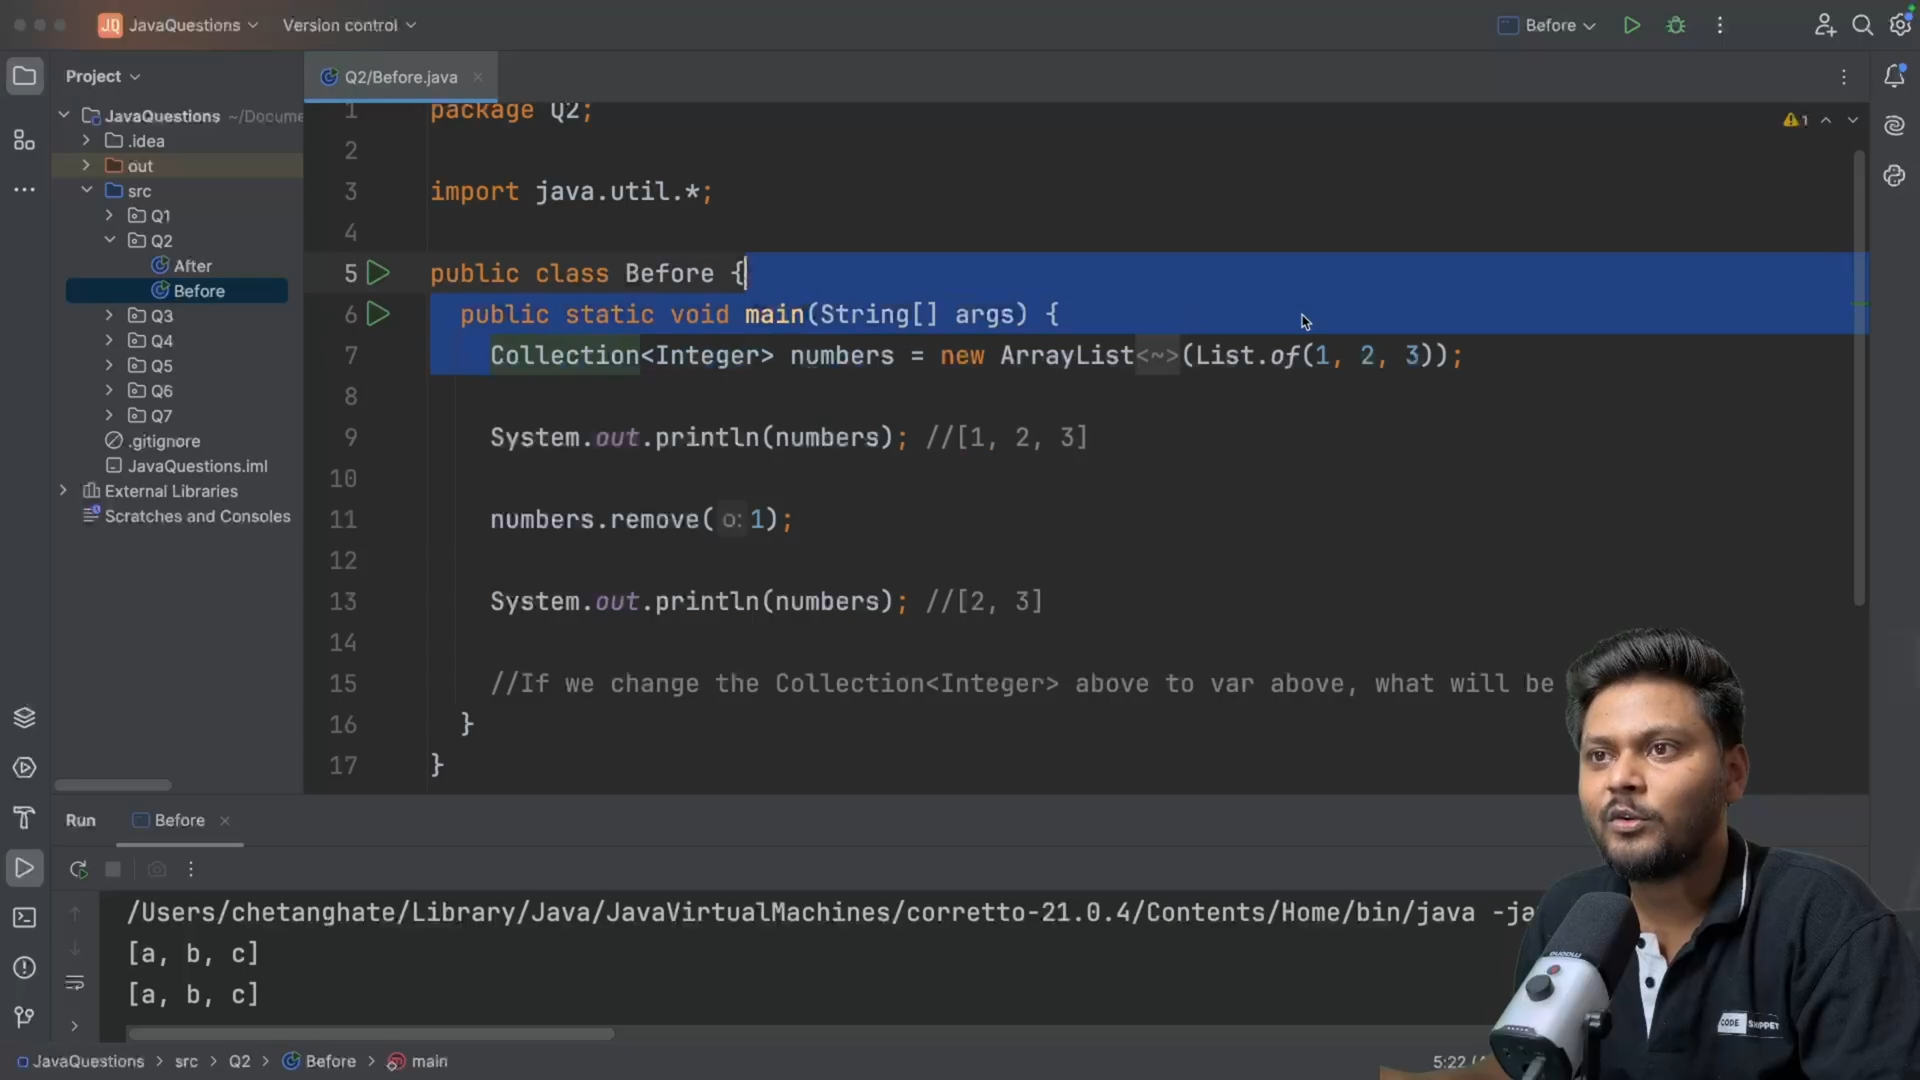 JQ JavaQuestions Version control
Before
Project
Q2/Before.java
JavaQuestions ~/Docume
.idea
out
src
Q1
Q2
After
Before
Q3
Q4
Q5
Q6
Q7
.gitignore
JavaQuestions.iml
External Libraries
Scratches and Consoles
1 package Q2;
2
3 import java.util.*;
4
5 public class Before {
6 public static void main(String[] args) {
7 Collection<Integer> numbers = new ArrayList<~>(List.of(1, 2, 3));
8
9 System.out.println(numbers); //[1, 2, 3]
10
11 numbers.remove( o: 1);
12
13 System.out.println(numbers); //[2, 3]
14
15 //If we change the Collection<Integer> above to var above, what will be
16 }
17 }
1
Run Before
/Users/chetanghate/Library/Java/JavaVirtualMachines/corretto-21.0.4/Contents/Home/bin/java -ja
[a, b, c]
[a, b, c]
JavaQuestions > src > Q2 > Before > main
5:22
CODE SNIPPET
maono